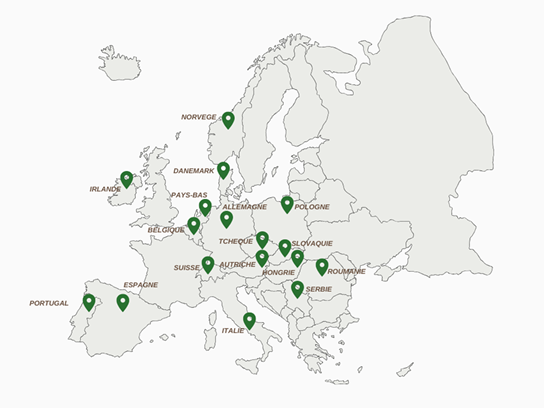 NORVEGE
DANEMARK
IRLANDE
PAYS-BAS
ALLEMAGNE
POLOGNE
BELGIQUE
TCHEQUE
SLOVAQUIE
SUISSE
AUTRICHE
HONGRIE
ROUMANIE
ESPAGNE
SERBIE
PORTUGAL
ITALIE